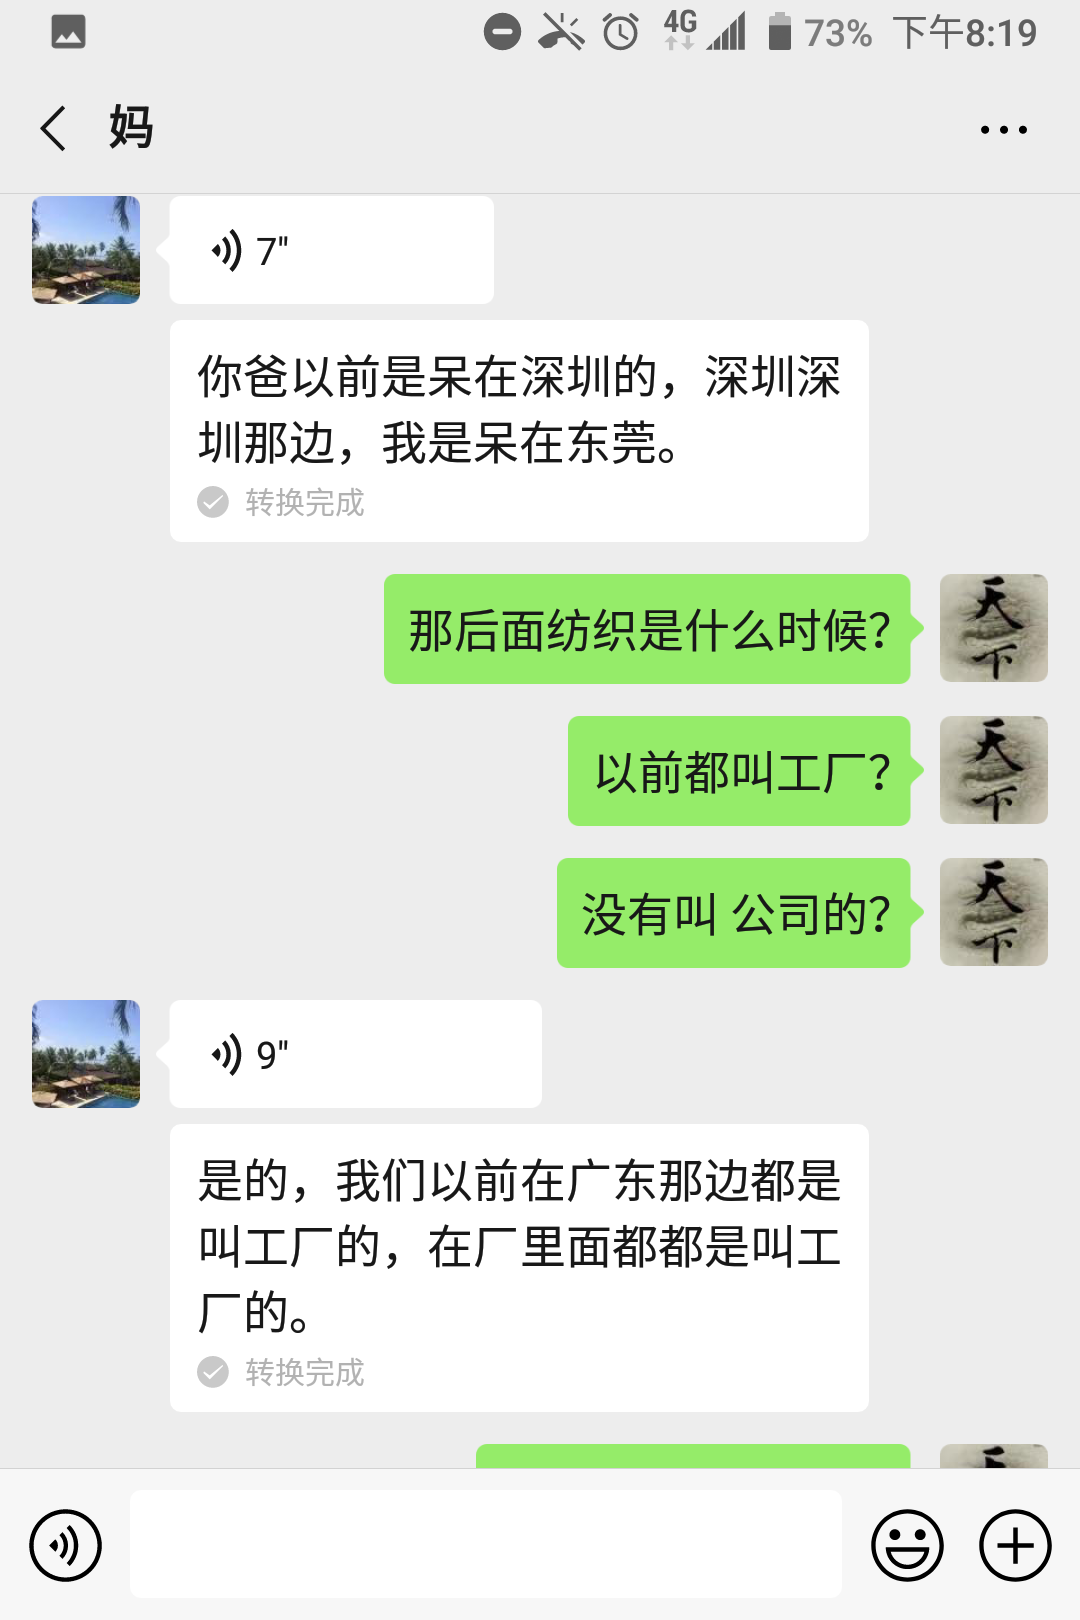 4G 73% 下午8:19
妈
7"
你爸以前是呆在深圳的，深圳深
圳那边，我是呆在东莞。
转换完成
那后面纺织是什么时候？
天下
以前都叫工厂？
天下
没有叫 公司的？
天下
9"
是的，我们以前在广东那边都是
叫工厂的，在厂里面都都是叫工
厂的。
转换完成